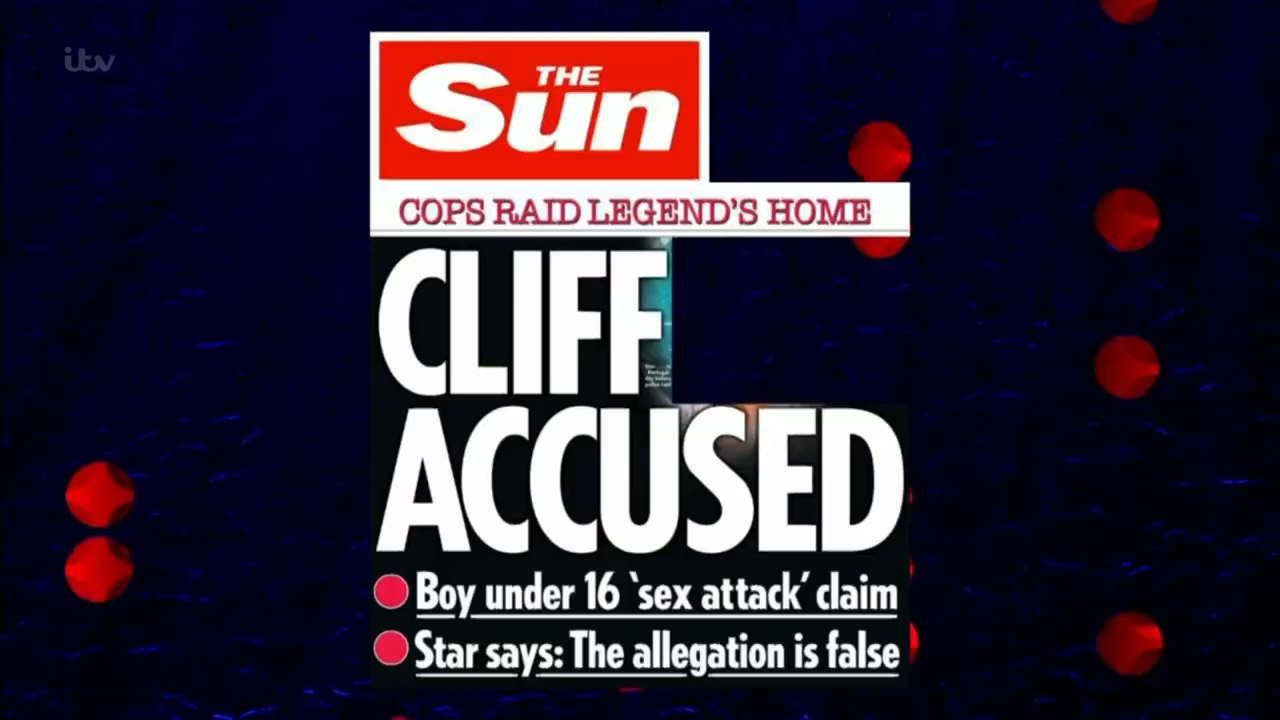 itv
THE
Sun
COPS RAID LEGEND'S HOME
CLIFF
ACCUSED
Boy under 16 ‛sex attack’ claim
Star says: The allegation is false